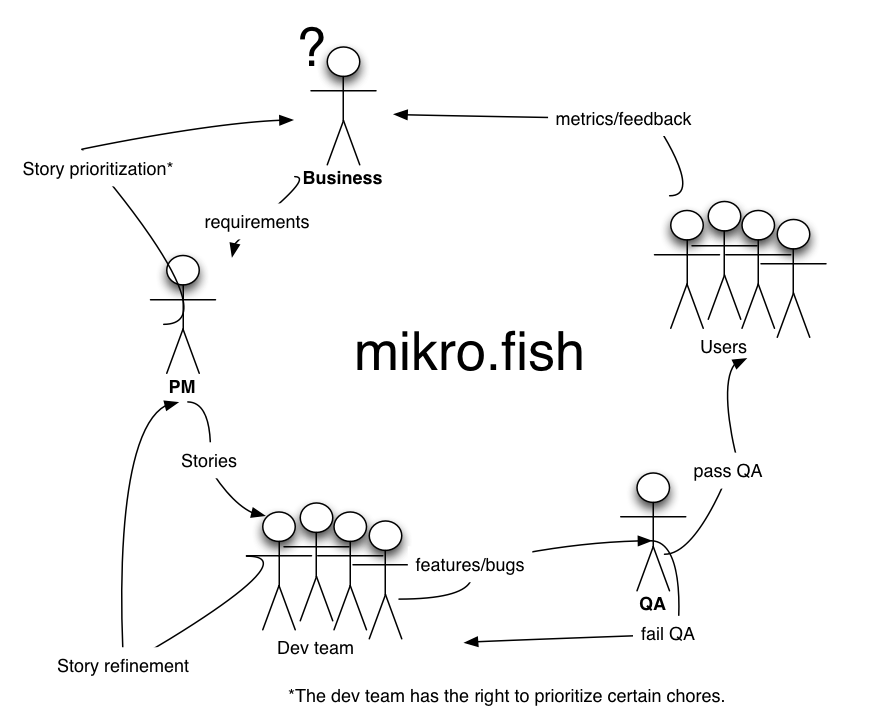 ?
metrics/feedback
Story prioritization*
Business
requirements
Users
mikro.fish
PM
Stories
pass QA
features/bugs
QA
fail QA
Dev team
Story refinement
*The dev team has the right to prioritize certain chores.